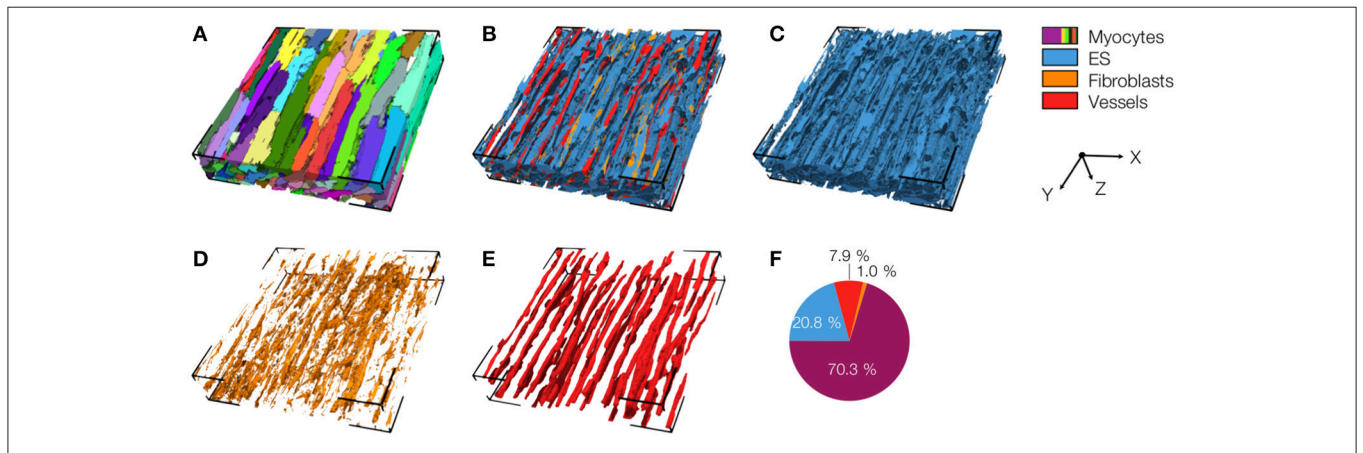 A
B
C
Myocytes
ES
Fibroblasts
Vessels
X
Y
Z
D
E
F
7.9 %
1.0 %
20.8 %
70.3 %